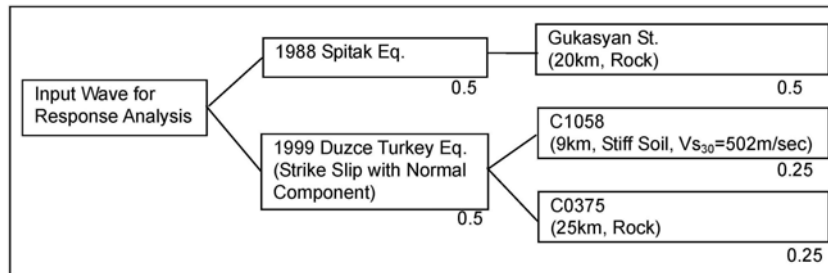 Input Wave for
Response Analysis
1988 Spitak Eq.
0.5
Gukasyan St.
(20km, Rock)
0.5
1999 Duzce Turkey Eq.
(Strike Slip with Normal
Component)
0.5
C1058
(9km, Stiff Soil, Vs₃₀=502m/sec)
0.25
C0375
(25km, Rock)
0.25